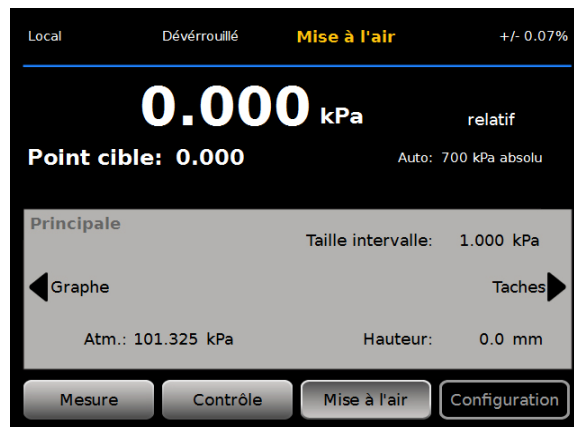 Local Dévérrouillé Mise à l'air +/- 0.07%
0.000 kPa relatif
Point cible: 0.000 Auto: 700 kPa absolu
Principale
Taille intervalle: 1.000 kPa
Graphe Taches
Atm.: 101.325 kPa Hauteur: 0.0 mm
Mesure Contrôle Mise à l'air Configuration